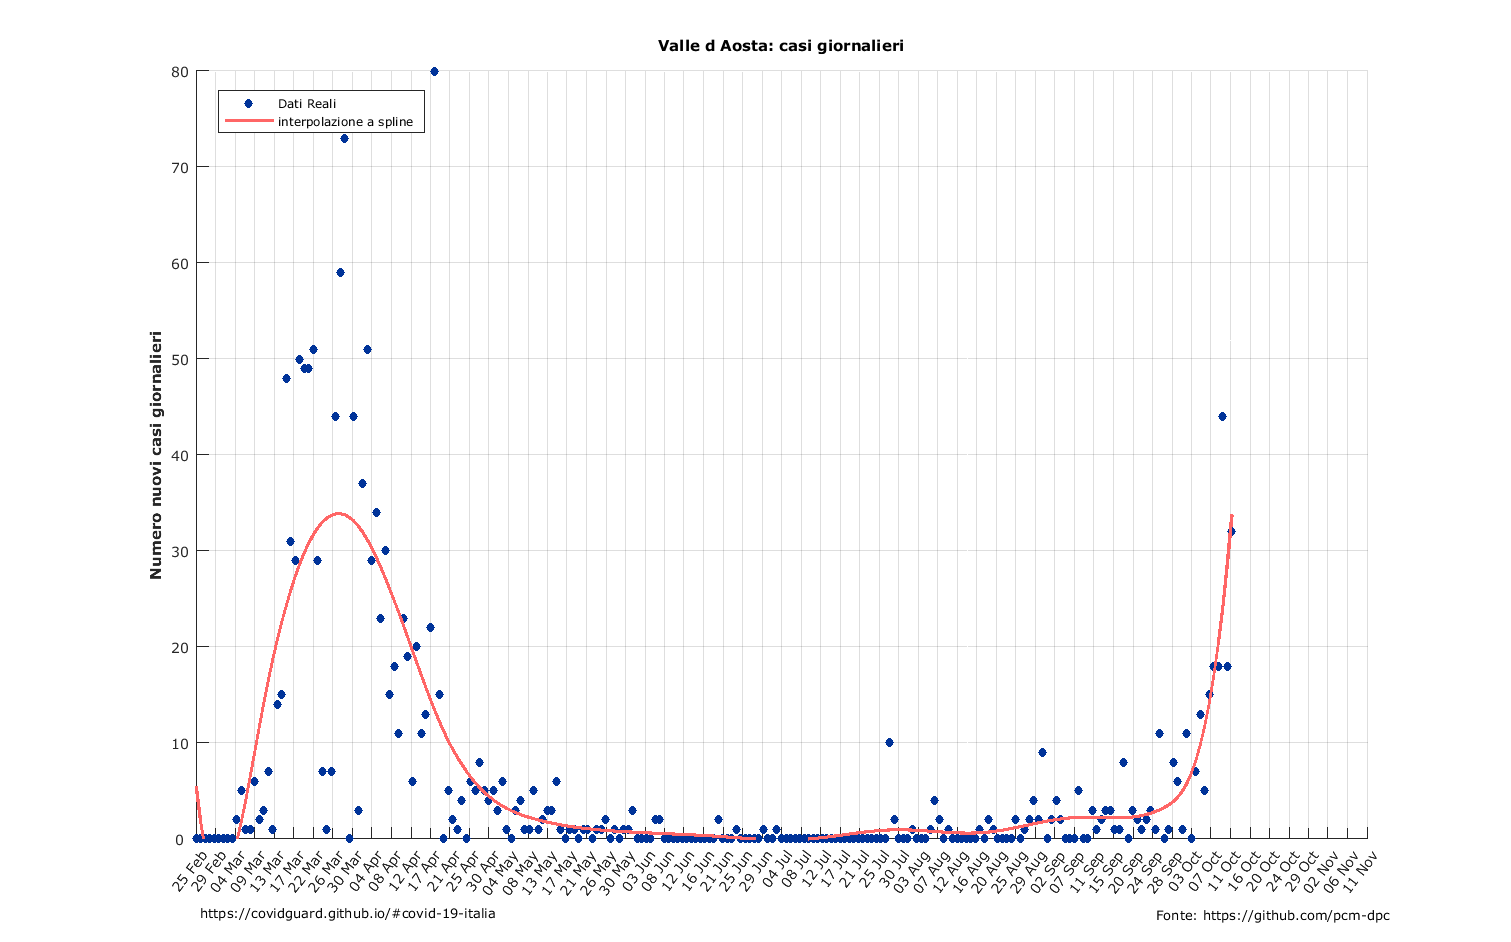 Valle d Aosta: casi giornalieri
Dati Reali
interpolazione a spline
Numero nuovi casi giornalieri
80
70
60
50
40
30
20
10
0
25 Feb
29 Feb
04 Mar
09 Mar
13 Mar
17 Mar
22 Mar
26 Mar
30 Mar
04 Apr
08 Apr
12 Apr
17 Apr
21 Apr
25 Apr
30 Apr
04 May
08 May
13 May
17 May
21 May
26 May
30 May
03 Jun
08 Jun
12 Jun
16 Jun
21 Jun
25 Jun
29 Jun
04 Jul
08 Jul
12 Jul
17 Jul
21 Jul
25 Jul
30 Jul
03 Aug
07 Aug
12 Aug
16 Aug
20 Aug
25 Aug
29 Aug
02 Sep
07 Sep
11 Sep
15 Sep
20 Sep
24 Sep
28 Sep
03 Oct
07 Oct
11 Oct
16 Oct
20 Oct
24 Oct
29 Oct
02 Nov
06 Nov
11 Nov
https://covidguard.github.io/#covid-19-italia
Fonte: https://github.com/pcm-dpc